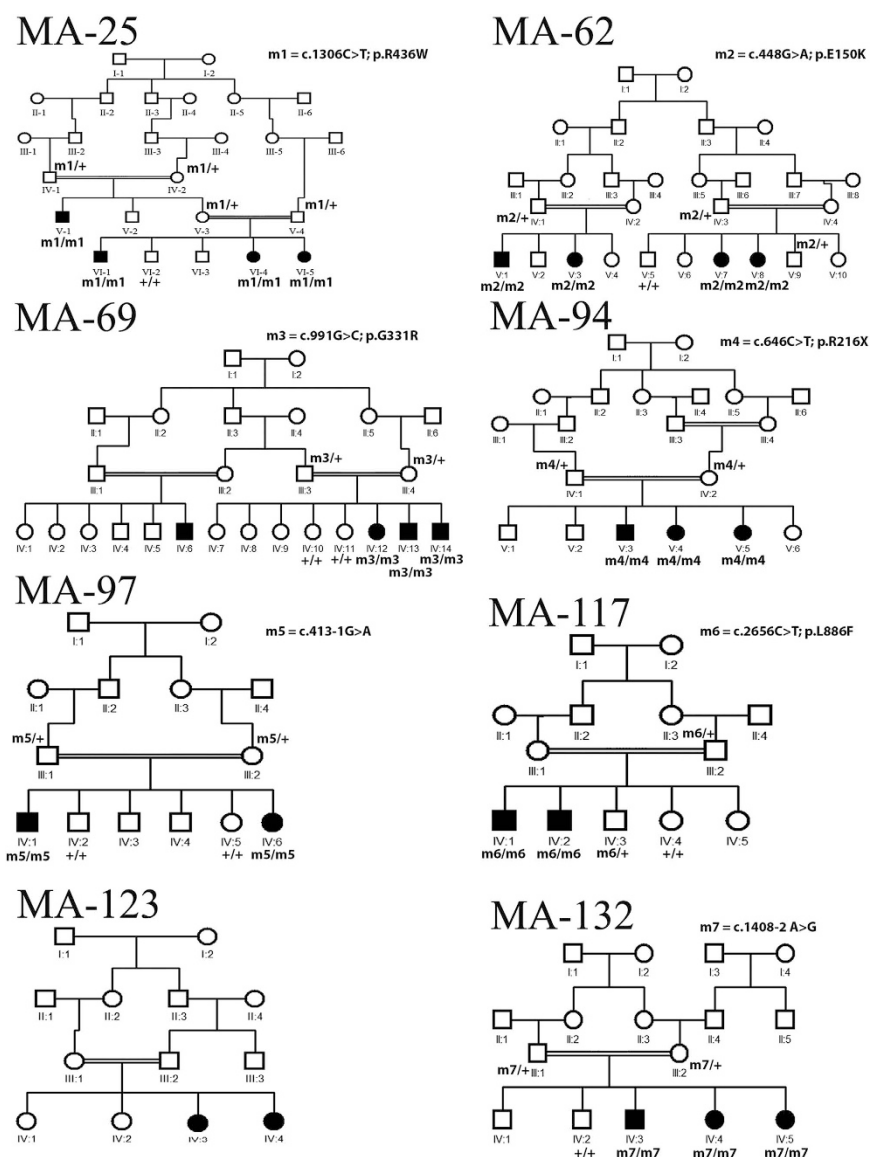 MA-25
m1 = c.1306C>T; p.R436W
I-1 I-2
II-1 II-2 II-3 II-4 II-5 II-6
III-1 III-2 III-3 III-4 III-5 III-6
m1/+ m1/+
IV-1 IV-2
m1/+ m1/+
V-1 V-2 V-3 V-4
m1/m1
VI-1 VI-2 VI-3 VI-4 VI-5
m1/m1 +/+ m1/m1 m1/m1
MA-62
m2 = c.448G>A; p.E150K
I:1 I:2
II:1 II:2 II:3 II:4
III:1 III:2 III:3 III:4 III:5 III:6 III:7 III:8
m2/+ IV:1 IV:2 m2/+ IV:3 IV:4
m2/+
V:1 V:2 V:3 V:4 V:5 V:6 V:7 V:8 V:9 V:10
m2/m2 m2/m2 +/+ m2/m2 m2/m2
MA-69
m3 = c.991G>C; p.G331R
I:1 I:2
II:1 II:2 II:3 II:4 II:5 II:6
m3/+ m3/+
III:1 III:2 III:3 III:4
IV:1 IV:2 IV:3 IV:4 IV:5 IV:6 IV:7 IV:8 IV:9 IV:10 IV:11 IV:12 IV:13 IV:14
+/+ +/+ m3/m3 m3/m3
m3/m3
MA-94
m4 = c.646C>T; p.R216X
I:1 I:2
II:1 II:2 II:3 II:4 II:5 II:6
III:1 III:2 III:3 III:4
m4/+ m4/+
IV:1 IV:2
V:1 V:2 V:3 V:4 V:5 V:6
m4/m4 m4/m4 m4/m4
MA-97
m5 = c.413-1G>A
I:1 I:2
II:1 II:2 II:3 II:4
m5/+ m5/+
III:1 III:2
IV:1 IV:2 IV:3 IV:4 IV:5 IV:6
m5/m5 +/+ +/+ m5/m5
MA-117
m6 = c.2656C>T; p.L886F
I:1 I:2
II:1 II:2 II:3 II:4
m6/+
III:1 III:2
IV:1 IV:2 IV:3 IV:4 IV:5
m6/m6 m6/m6 m6/+ +/+
MA-123
I:1 I:2
II:1 II:2 II:3 II:4
III:1 III:2 III:3
IV:1 IV:2 IV:3 IV:4
MA-132
m7 = c.1408-2 A>G
I:1 I:2 I:3 I:4
II:1 II:2 II:3 II:4 II:5
m7/+ III:1 III:2 m7/+
IV:1 IV:2 IV:3 IV:4 IV:5
+/+ m7/m7 m7/m7 m7/m7